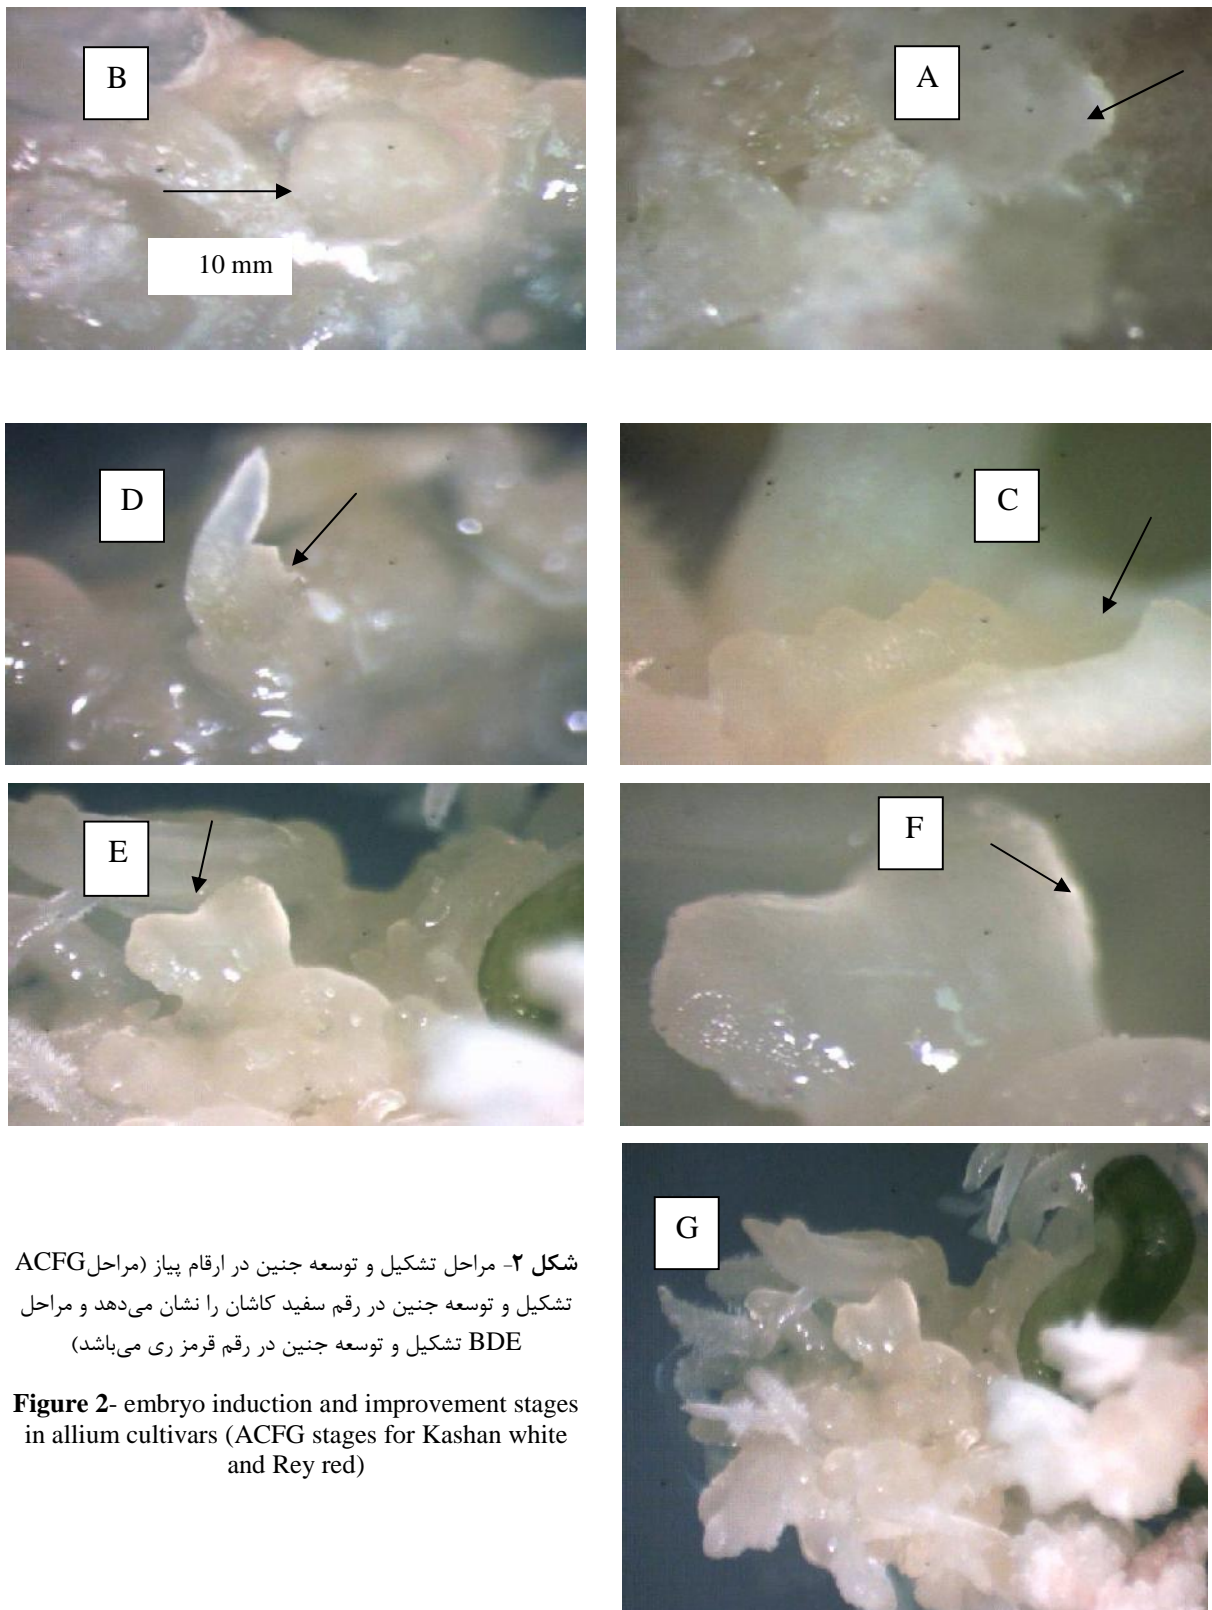 B
A
10 mm
D
C
E
F
G
شکل ۲- مراحل تشکیل و توسعه جنین در ارقام پیاز (مراحلACFG
تشکیل و توسعه جنین در رقم سفید کاشان را نشان می‌دهد و مراحل
BDE تشکیل و توسعه جنین در رقم قرمز ری می‌باشد)
Figure 2- embryo induction and improvement stages
in allium cultivars (ACFG stages for Kashan white
and Rey red)